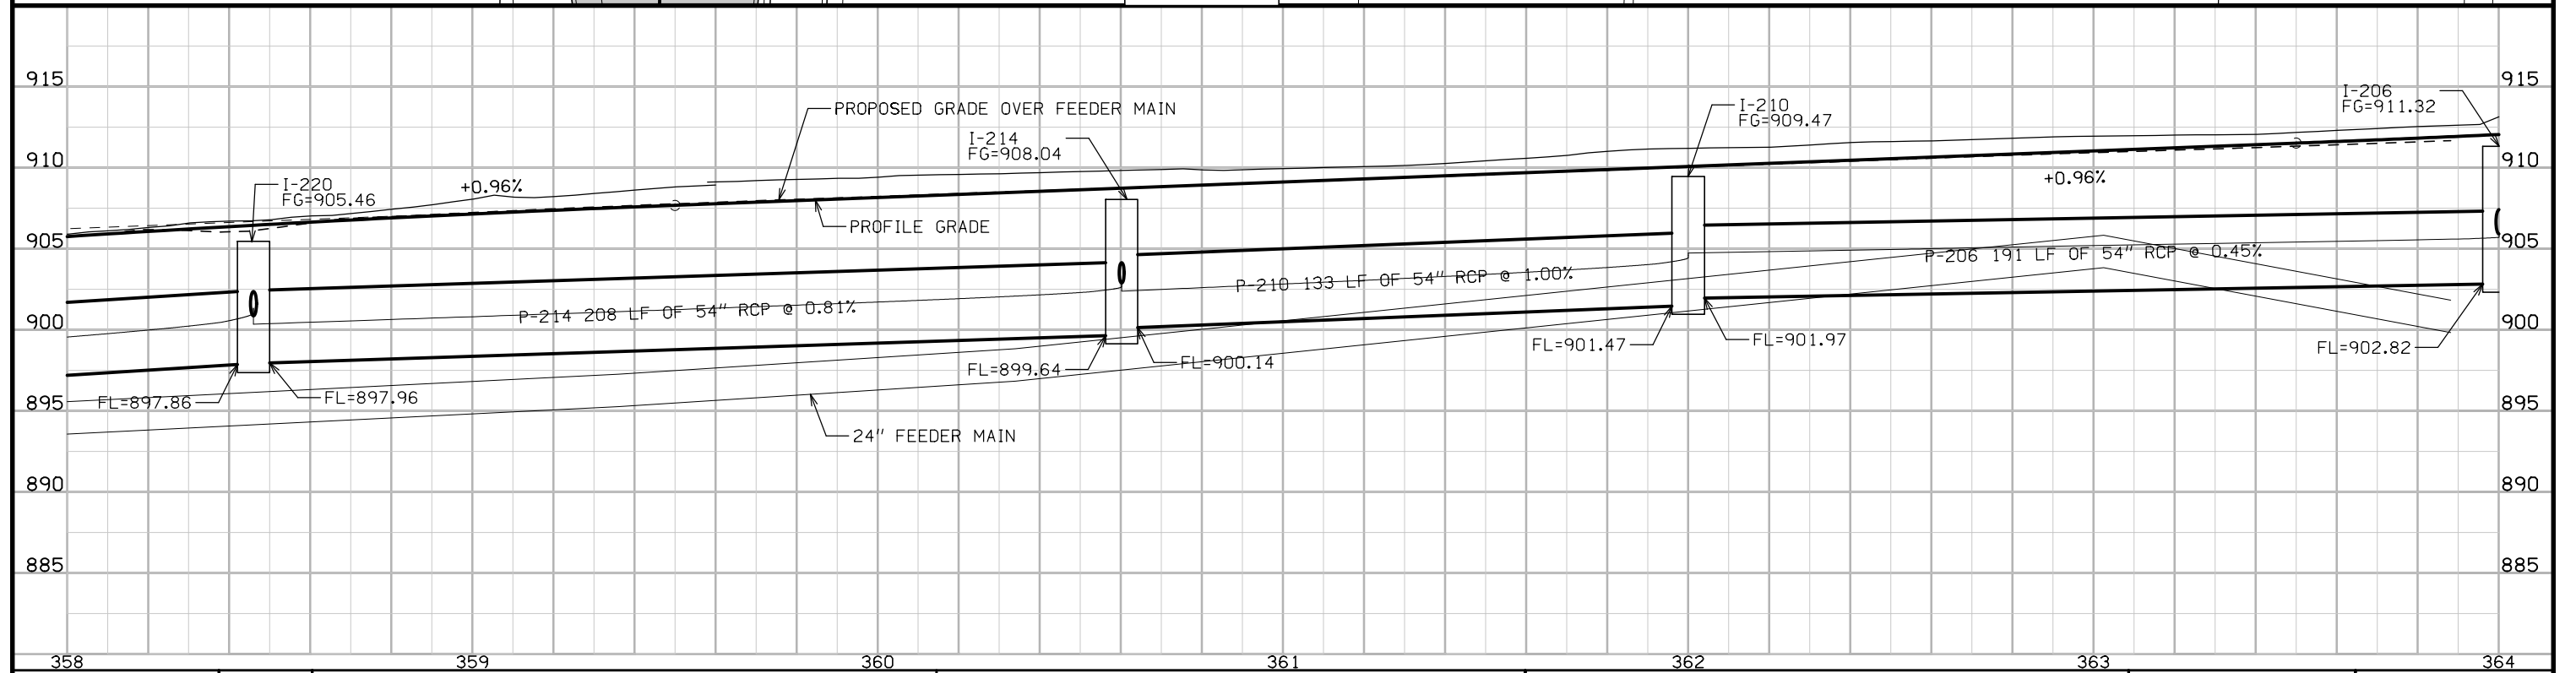 915
915
I-206
FG=911.32
PROPOSED GRADE OVER FEEDER MAIN
I-210
FG=909.47
I-214
FG=908.04
910
910
I-220
FG=905.46
+0.96%
+0.96%
PROFILE GRADE
905
905
P-206 191 LF OF 54" RCP @ 0.45%
P-210 133 LF OF 54" RCP @ 1.00%
P-214 208 LF OF 54" RCP @ 0.81%
900
900
FL=901.97
FL=901.47
FL=902.82
FL=900.14
FL=899.64
FL=897.96
FL=897.86
895
895
24" FEEDER MAIN
890
890
885
885
358 359 360 361 362 363 364